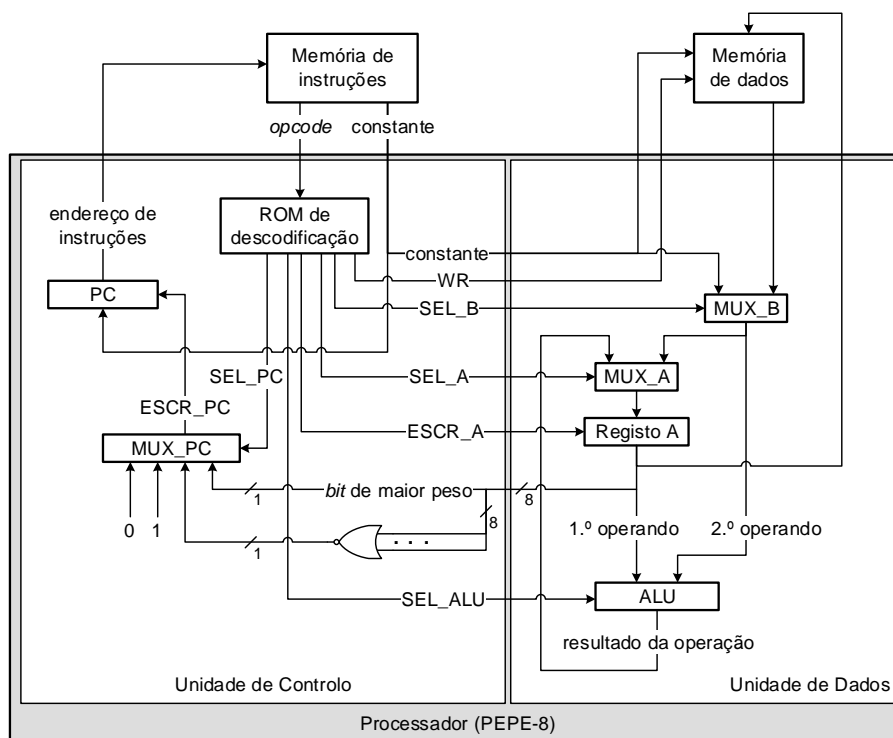 Memória de
instruções
Memória
de dados
opcode
constante
endereço de
instruções
ROM de
descodificação
constante
WR
PC
SEL_B
MUX_B
SEL_PC
SEL_A
MUX_A
ESCR_PC
ESCR_A
Registo A
MUX_PC
1
bit de maior peso
8
8
0
1
1
. . .
1.º operando
2.º operando
SEL_ALU
ALU
resultado da operação
Unidade de Controlo
Unidade de Dados
Processador (PEPE-8)